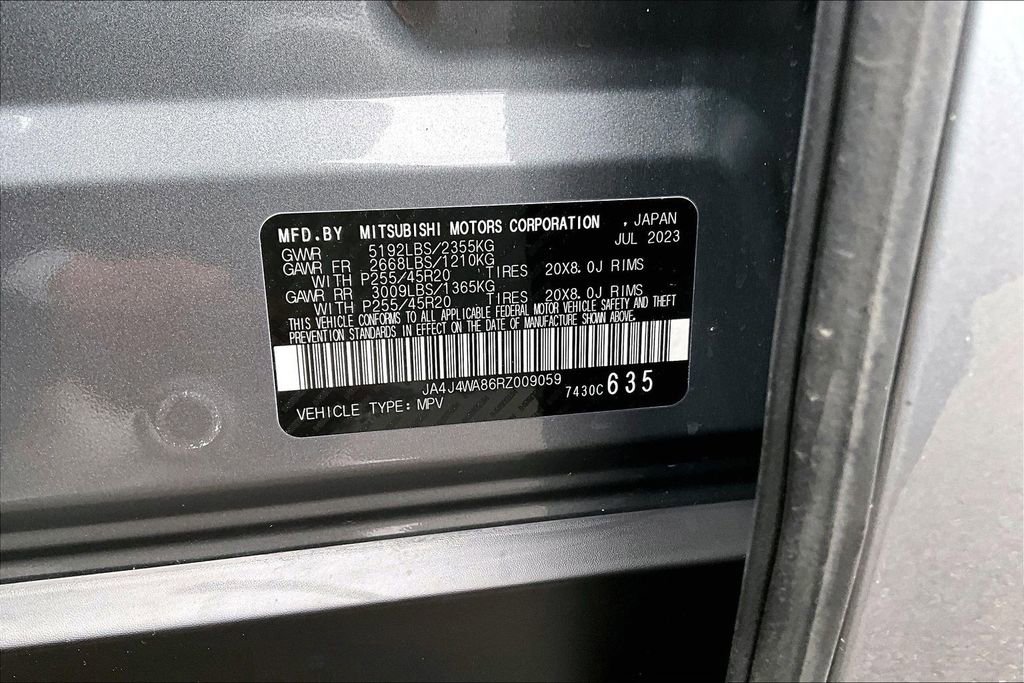 MFD.BY MITSUBISHI MOTORS CORPORATION , JAPAN
JUL 2023
GVWR 5192LBS/2355KG
GAWR FR 2668LBS/1210KG
WITH P255/45R20 TIRES 20X8.0J RIMS
GAWR RR 3009LBS/1365KG
WITH P255/45R20 TIRES 20X8.0J RIMS
THIS VEHICLE CONFORMS TO ALL APPLICABLE FEDERAL MOTOR VEHICLE SAFETY AND THEFT
PREVENTION STANDARDS IN EFFECT ON THE DATE OF MANUFACTURE SHOWN ABOVE.
JA4J4WA86RZ009059
7430C 635
VEHICLE TYPE: MPV